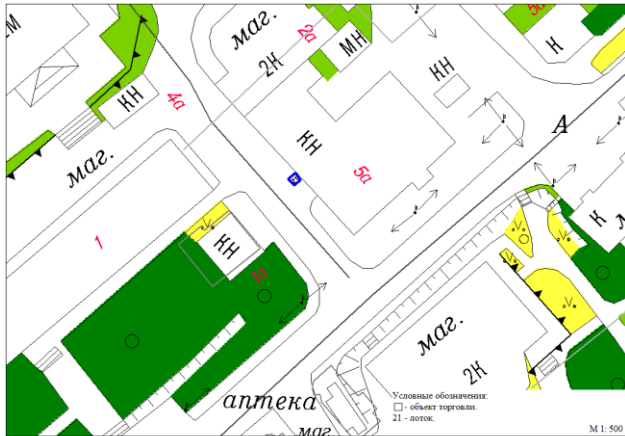 маг.
2а
5а
2Н
МН
К
КН
4а
КН
А
маг.
КН
5а
1
КН
1а
К
м
маг.
2Н
аптека
маг.
Условные обозначения:
- объект торговли.
21 - лоток.
М 1: 500